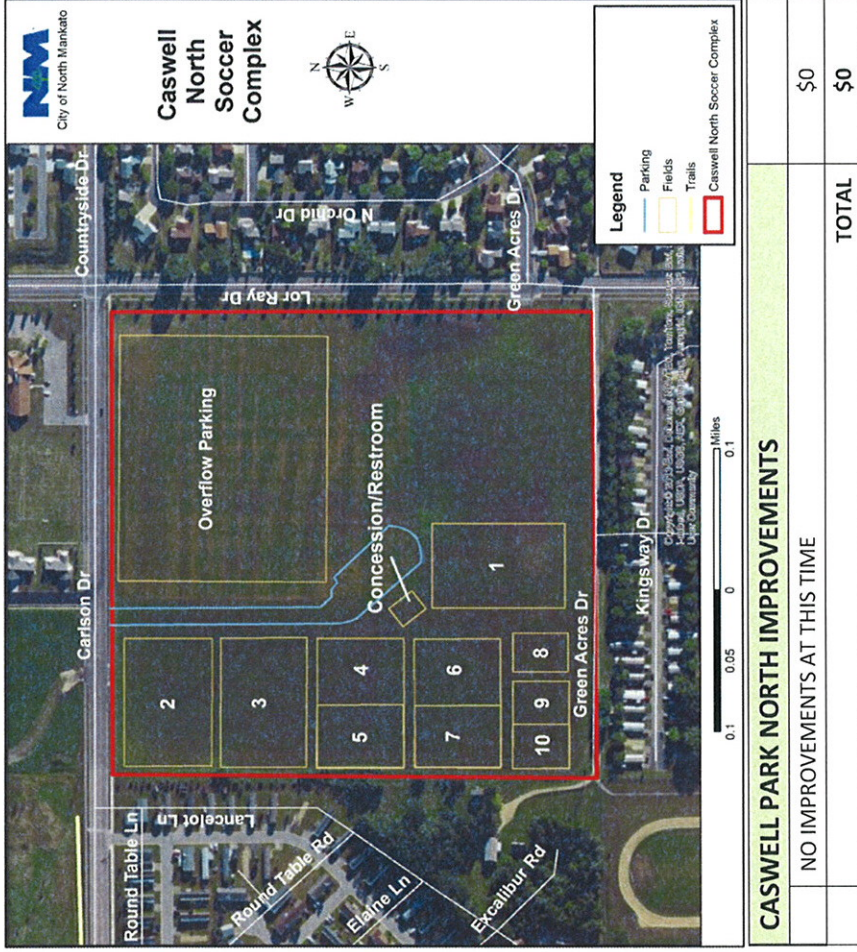 NM
City of North Mankato
Caswell
North
Soccer
Complex
N
W
E
S
Legend
Parking
Fields
Trails
Caswell North Soccer Complex
Countryside Dr
Carlson Dr
N Orchid Dr
Lor Ray Dr
Green Acres Dr
Overflow Parking
Concession/Restroom
1
2
3
4
5
6
7
8
9
10
Green Acres Dr
Kingsway Dr
Round Table Ln
Lancelot Ln
Round Table Rd
Elaine Ln
Excalibur Rd
User Community
0.1 0.05 0 0.1 Miles
CASWELL PARK NORTH IMPROVEMENTS
NO IMPROVEMENTS AT THIS TIME $0
TOTAL $0